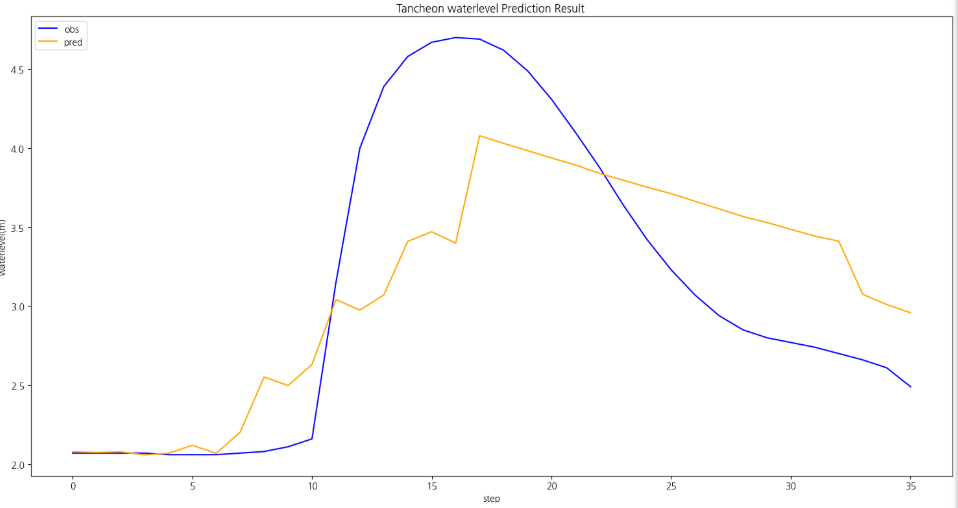 Tancheon waterlevel Prediction Result
obs
pred
waterlevel(m)
4.5
4.0
3.5
3.0
2.5
2.0
0 5 10 15 20 25 30 35
step